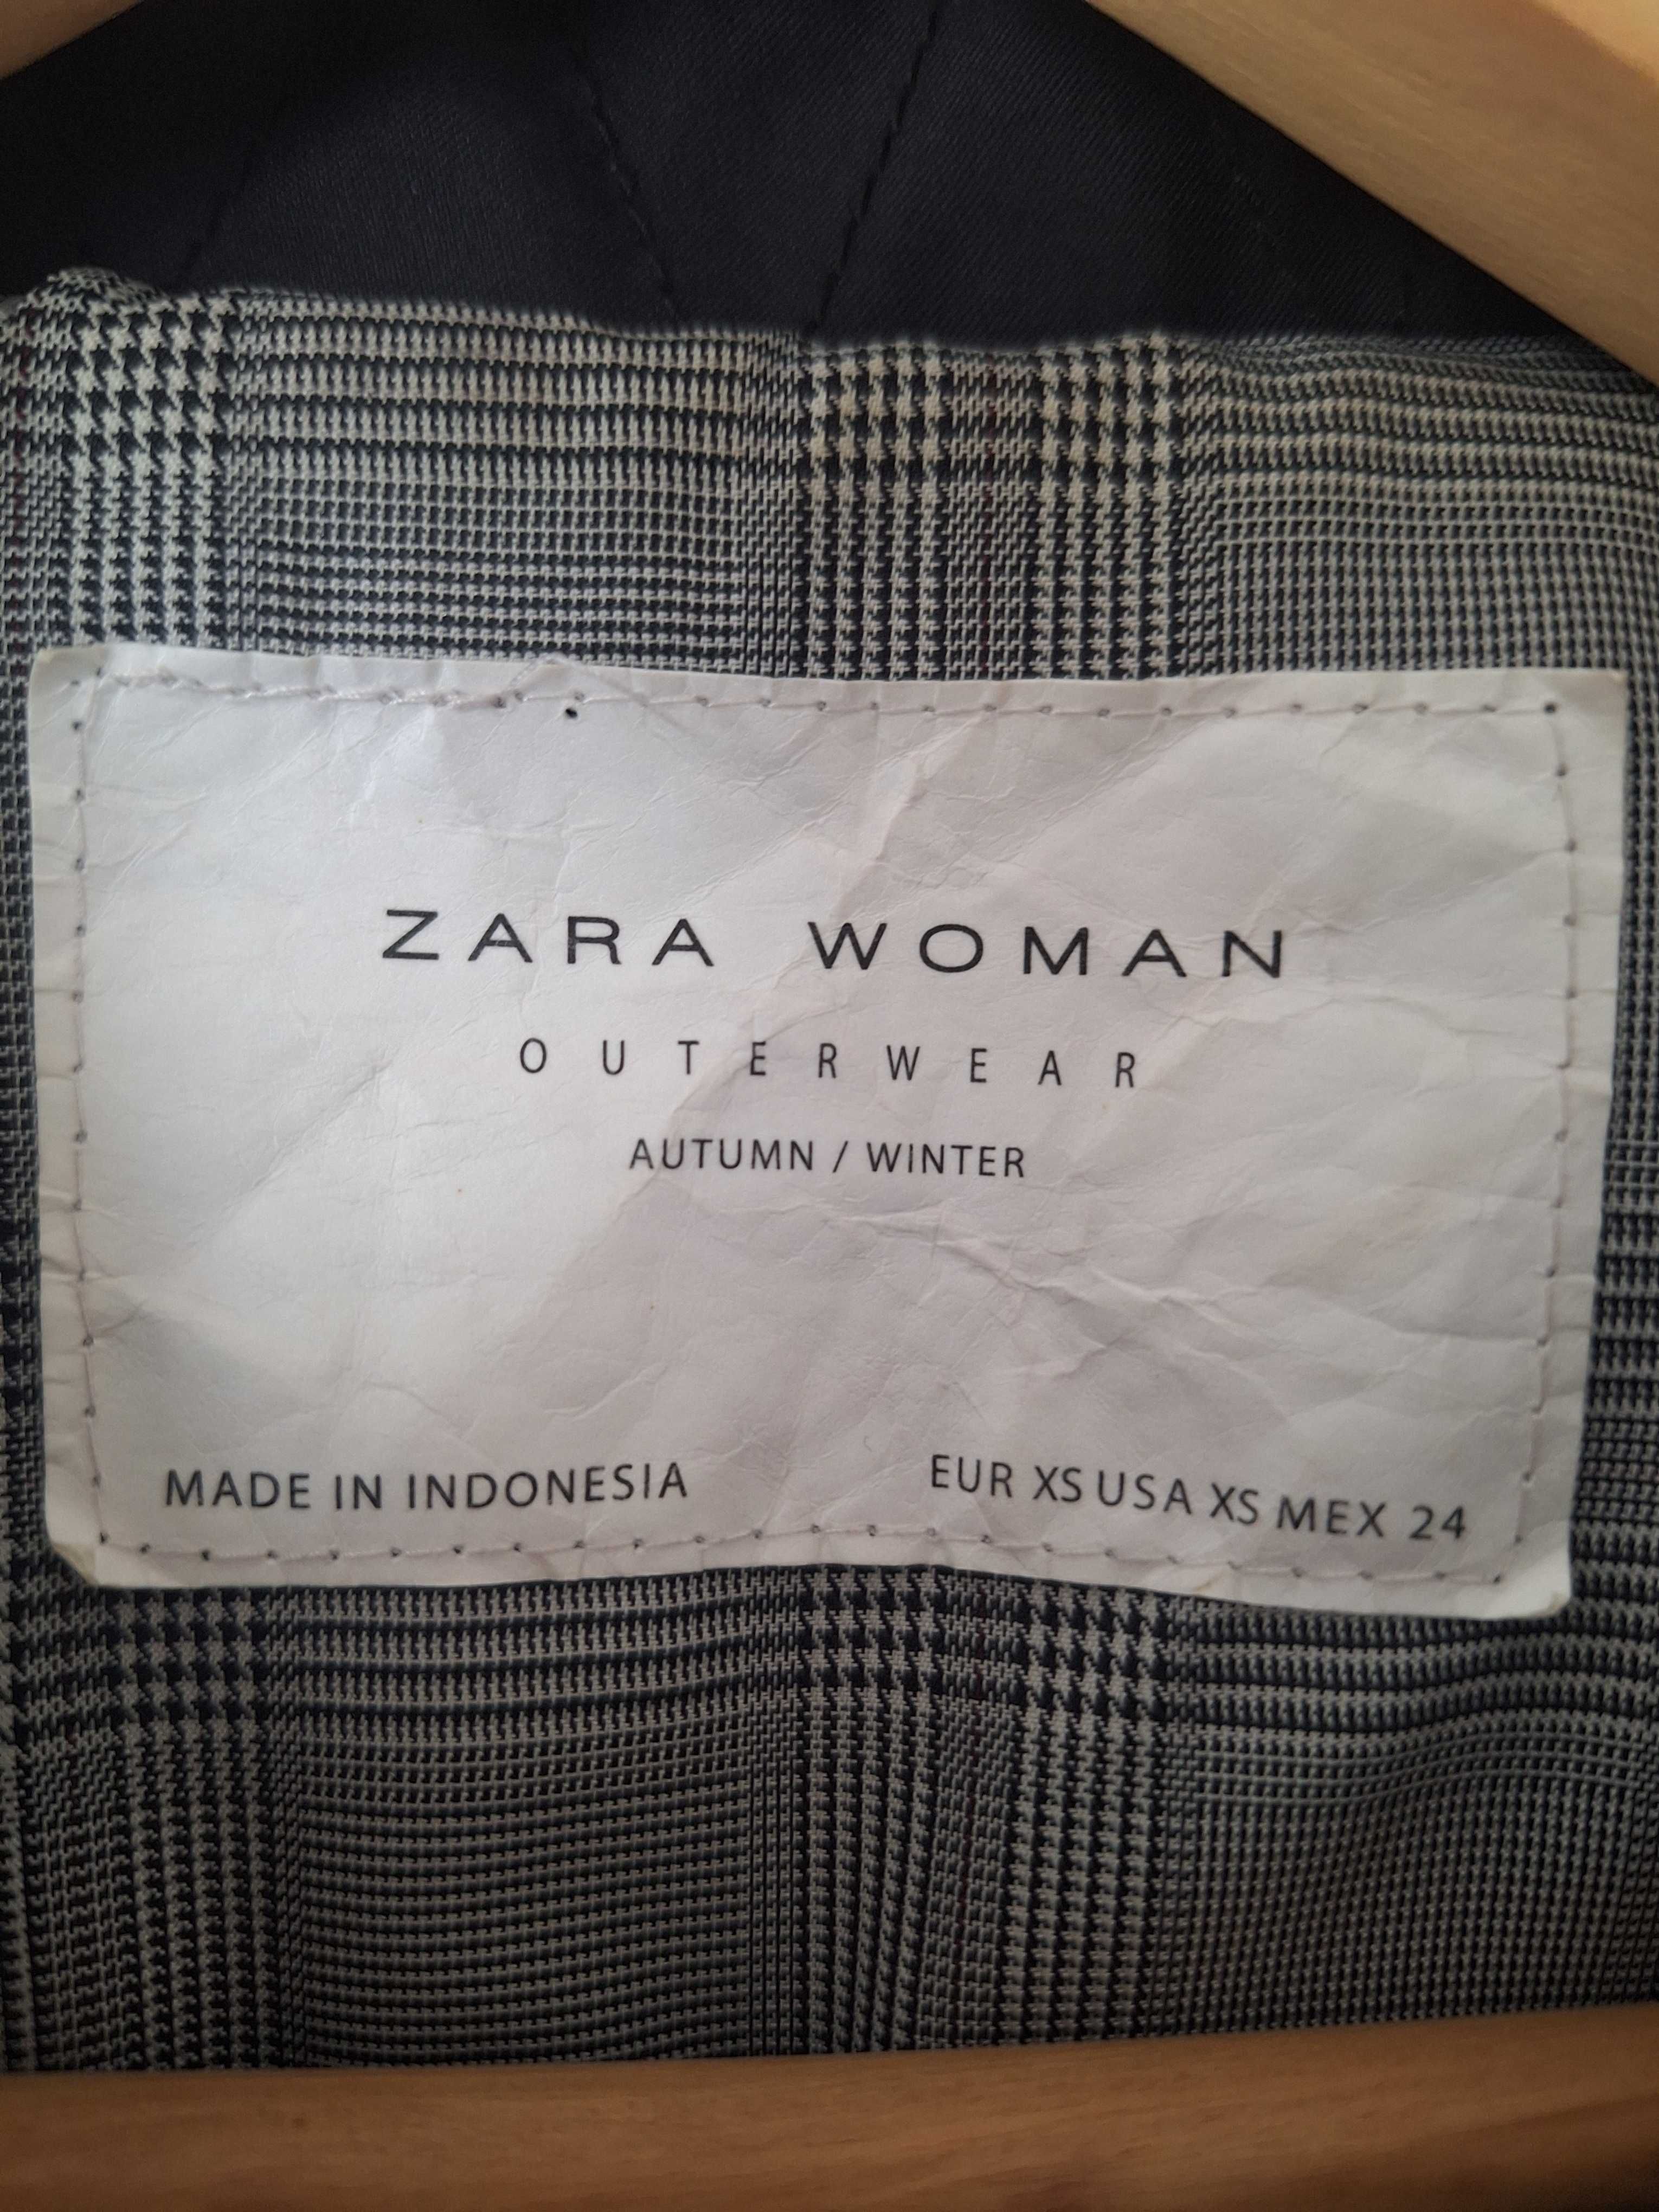 ZARA WOMAN
OUTERWEAR
AUTUMN / WINTER
MADE IN INDONESIA
EUR XS USA XS MEX 24